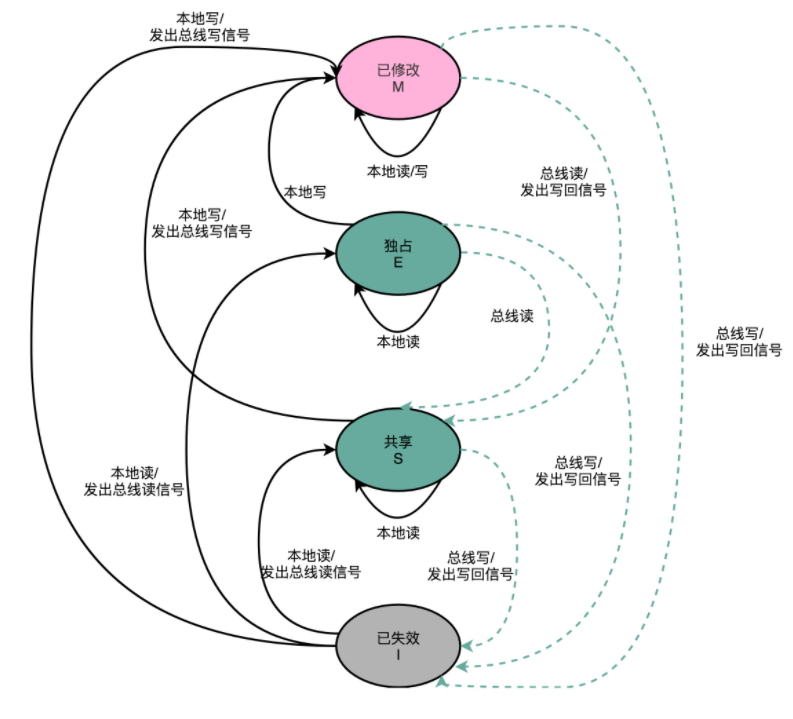 本地写/
发出总线写信号
已修改
M
本地读/写
总线读/
发出写回信号
本地写
本地写/
发出总线写信号
独占
E
总线读
本地读
总线写/
发出写回信号
共享
S
总线写/
发出写回信号
本地读/
发出总线读信号
本地读
本地读/
发出总线读信号
总线写/
发出写回信号
已失效
I